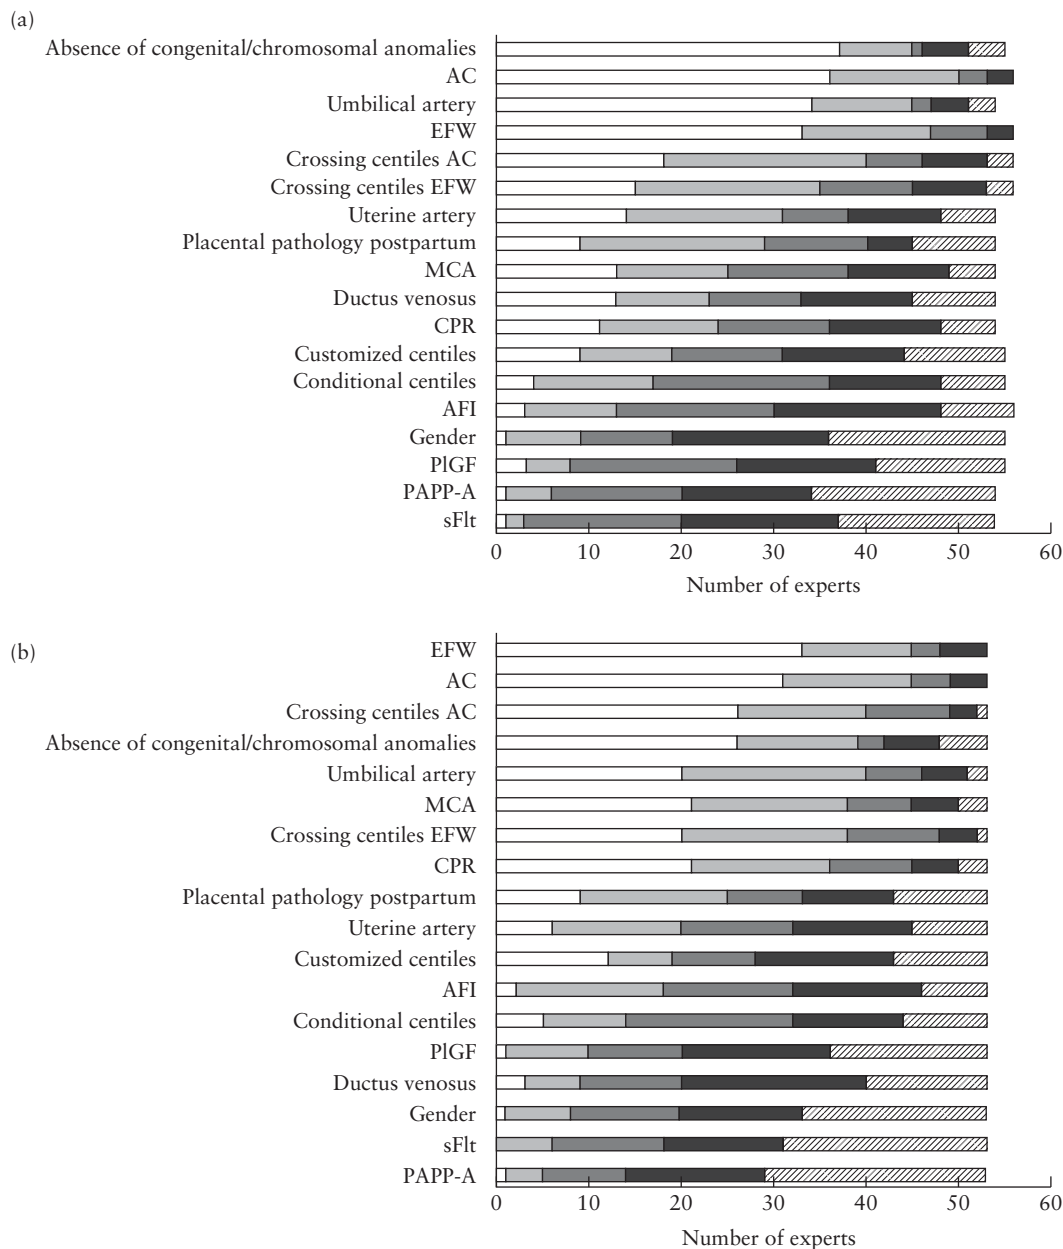 (a)
Absence of congenital/chromosomal anomalies
AC
Umbilical artery
EFW
Crossing centiles AC
Crossing centiles EFW
Uterine artery
Placental pathology postpartum
MCA
Ductus venosus
CPR
Customized centiles
Conditional centiles
AFI
Gender
PlGF
PAPP-A
sFlt
0 10 20 30 40 50 60
Number of experts
(b)
EFW
AC
Crossing centiles AC
Absence of congenital/chromosomal anomalies
Umbilical artery
MCA
Crossing centiles EFW
CPR
Placental pathology postpartum
Uterine artery
Customized centiles
AFI
Conditional centiles
PlGF
Ductus venosus
Gender
sFlt
PAPP-A
0 10 20 30 40 50 60
Number of experts